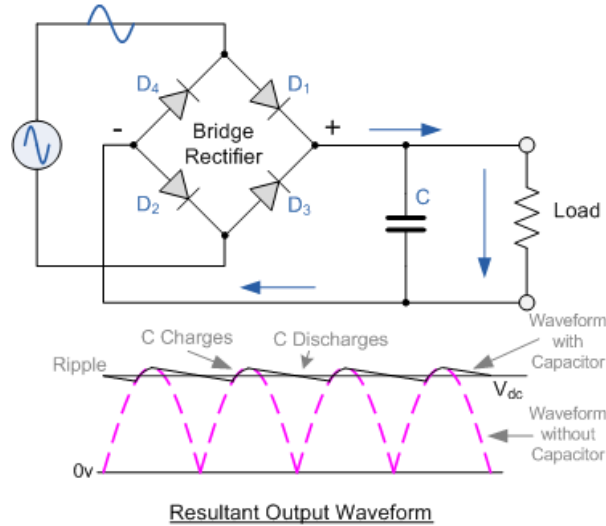 D4
D1
-
Bridge
Rectifier
+
D2
D3
C
Load
C Charges
C Discharges
Waveform
with
Capacitor
Ripple
Vdc
Waveform
without
Capacitor
0v
Resultant Output Waveform